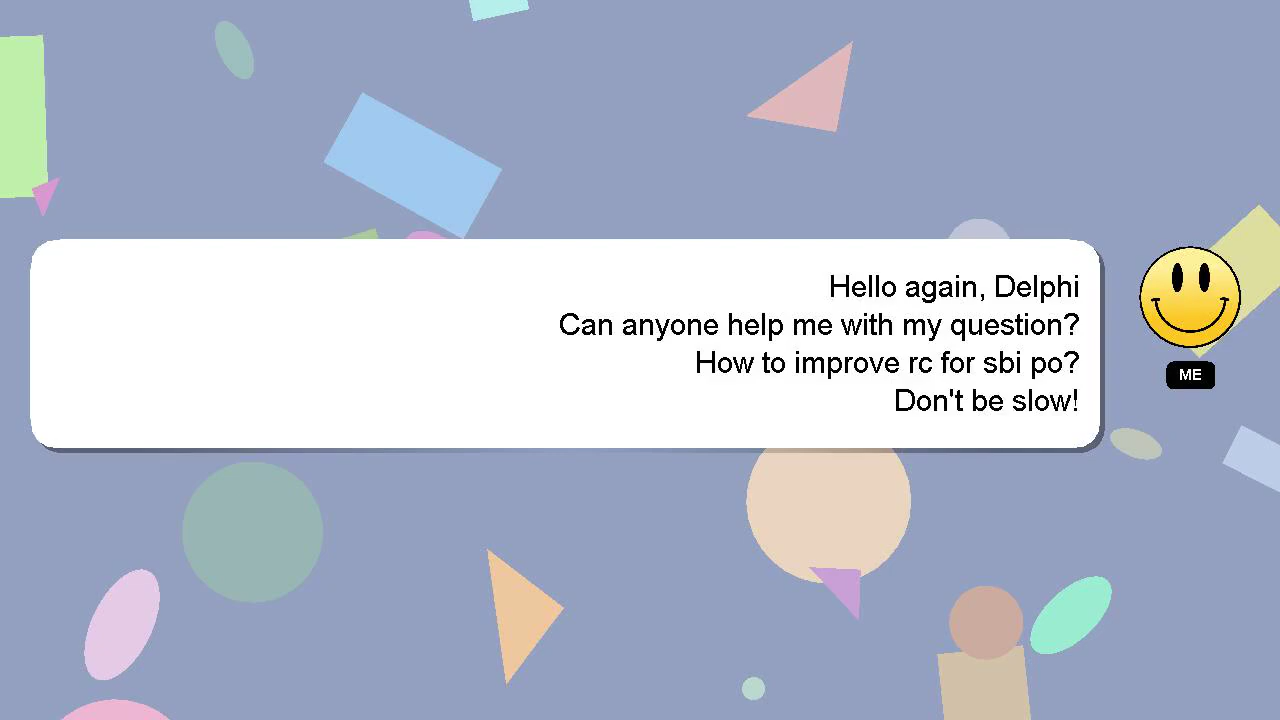 Hello again, Delphi
Can anyone help me with my question?
How to improve rc for sbi po?
Don't be slow!
ME